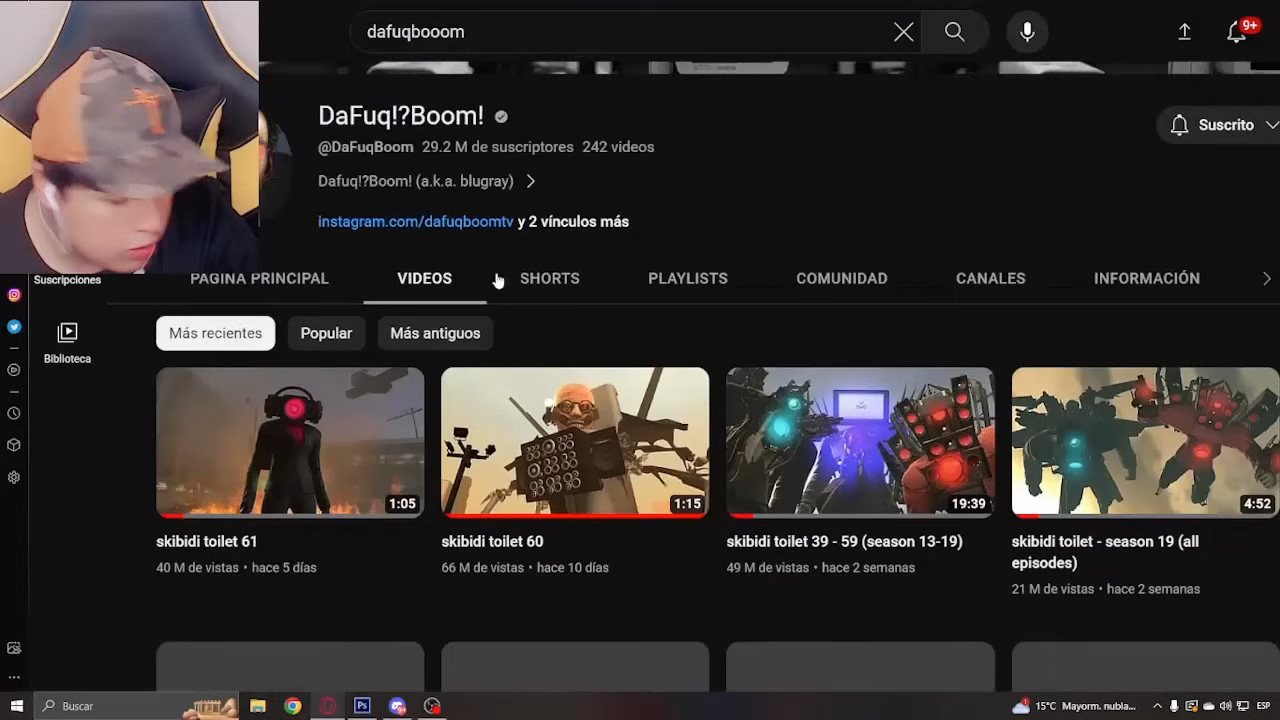 dafuqbooom
9+
DaFuq!?Boom!
@DaFuqBoom 29.2 M de suscriptores 242 videos
Suscrito
Dafuq!?Boom! (a.k.a. blugray)
instagram.com/dafuqboomtv y 2 vínculos más
Suscripciones
PÁGINA PRINCIPAL VIDEOS SHORTS PLAYLISTS COMUNIDAD CANALES INFORMACIÓN
Biblioteca
Más recientes Popular Más antiguos
1:05 1:15 19:39 4:52
skibidi toilet 61
40 M de vistas • hace 5 días
skibidi toilet 60
66 M de vistas • hace 10 días
skibidi toilet 39 - 59 (season 13-19)
49 M de vistas • hace 2 semanas
skibidi toilet - season 19 (all
episodes)
21 M de vistas • hace 2 semanas
Buscar
Ps
1
15°C Mayorm. nubla...
ESP